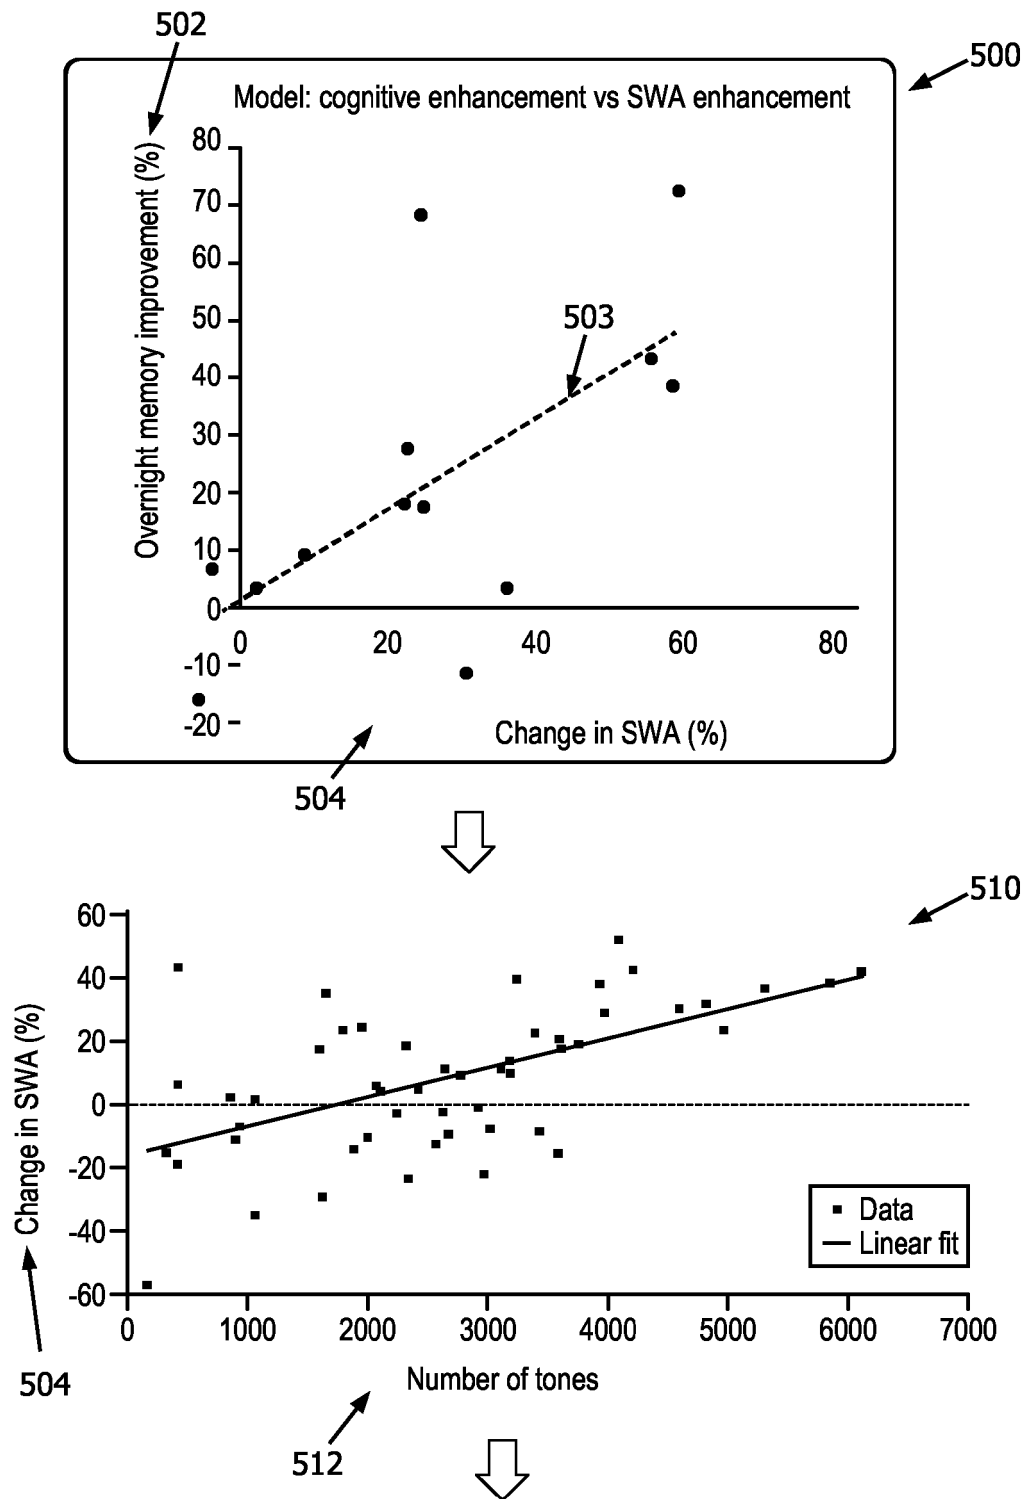 502
500
Model: cognitive enhancement vs SWA enhancement
Overnight memory improvement (%)
80
70
60
50
40
30
20
10
0
-10
-20
503
0 20 40 60 80
Change in SWA (%)
504
510
Change in SWA (%)
60
40
20
0
-20
-40
-60
Data
Linear fit
0 1000 2000 3000 4000 5000 6000 7000
504
Number of tones
512